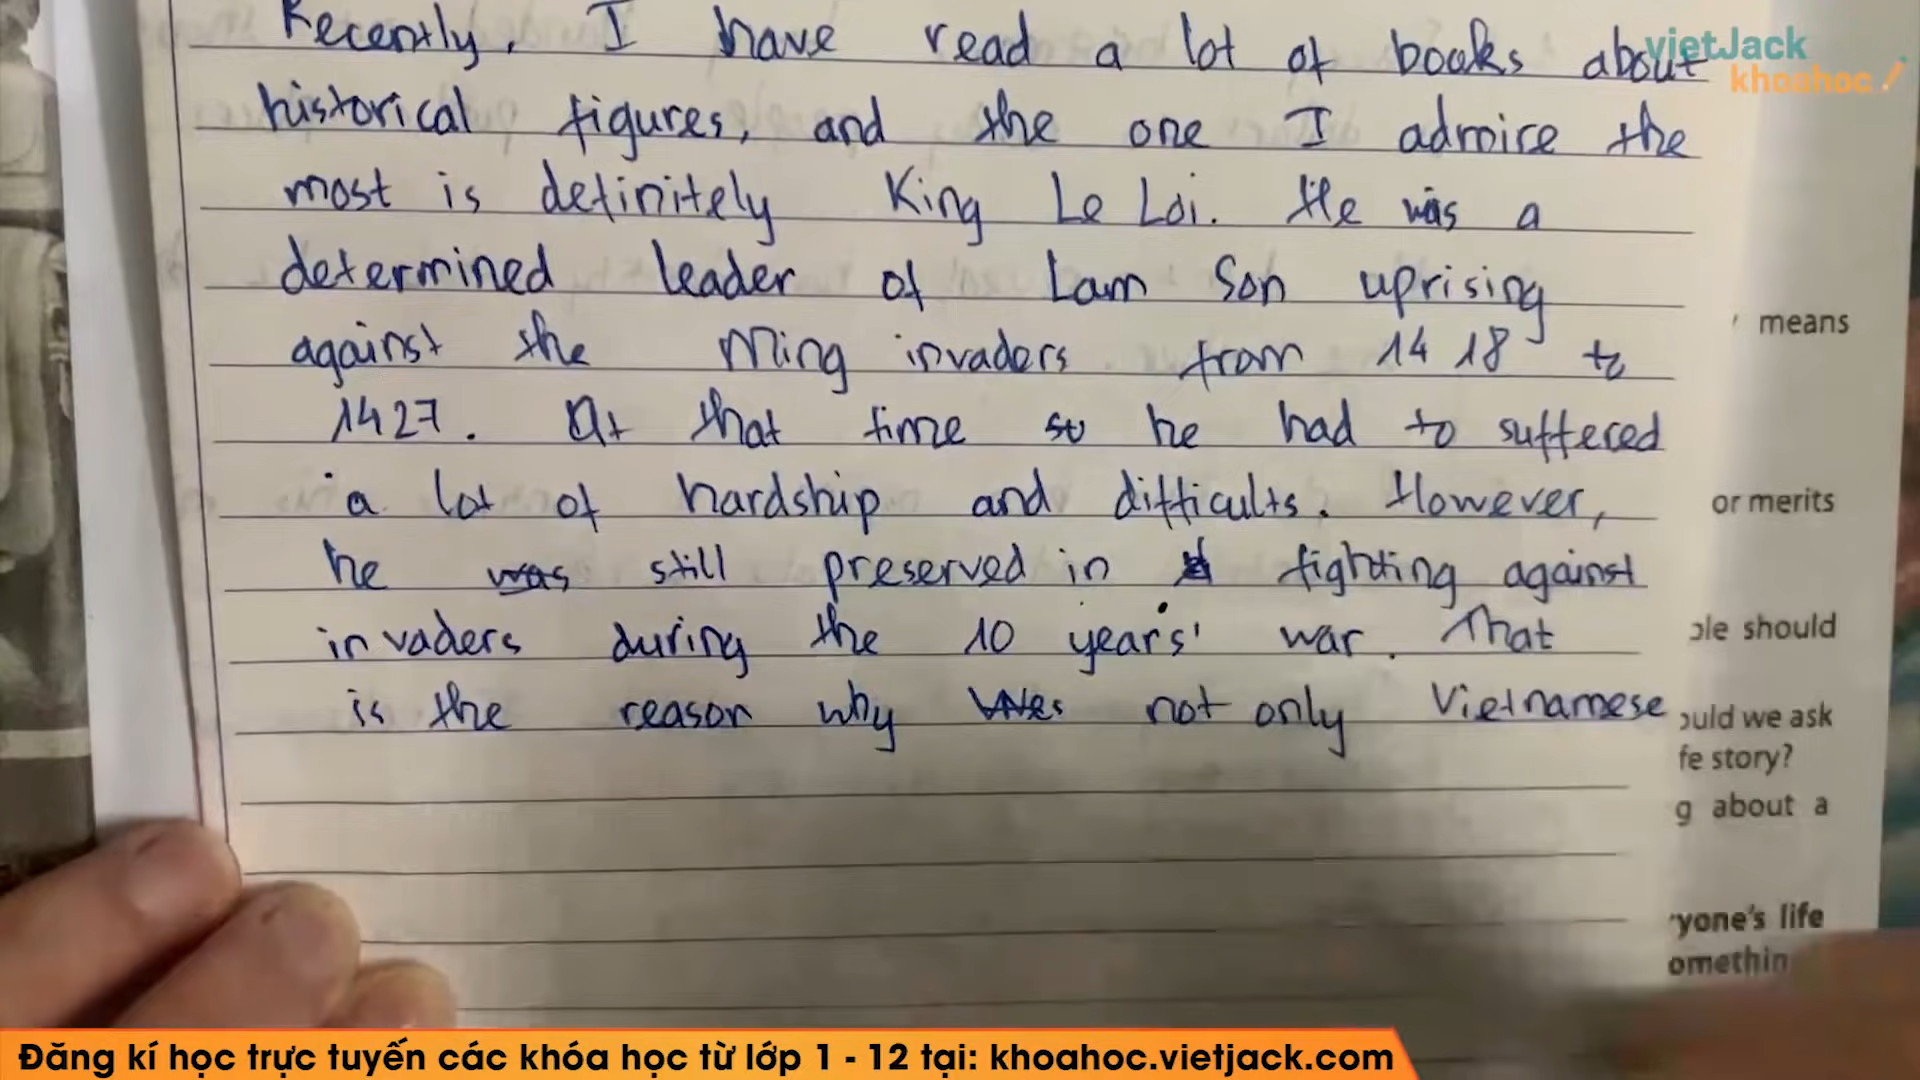 Recently, I have read a lot of books about
vietJack
khoahoc
historical figures, and the one I admire the
most is definitely King Le Loi. He was a
determined leader of Lam Son uprising
against the Ming invaders from 1418 to
means
1427. At that time so he had to suffered
a lot of hardship and difficults. However,
or merits
he was still preserved in fighting against
invaders during the 10 years' war. That
ple should
is the reason why not only Vietnamese
ould we ask
fe story?
g about a
yone's life
omethin
Đăng kí học trực tuyến các khóa học từ lớp 1 - 12 tại: khoahoc.vietjack.com